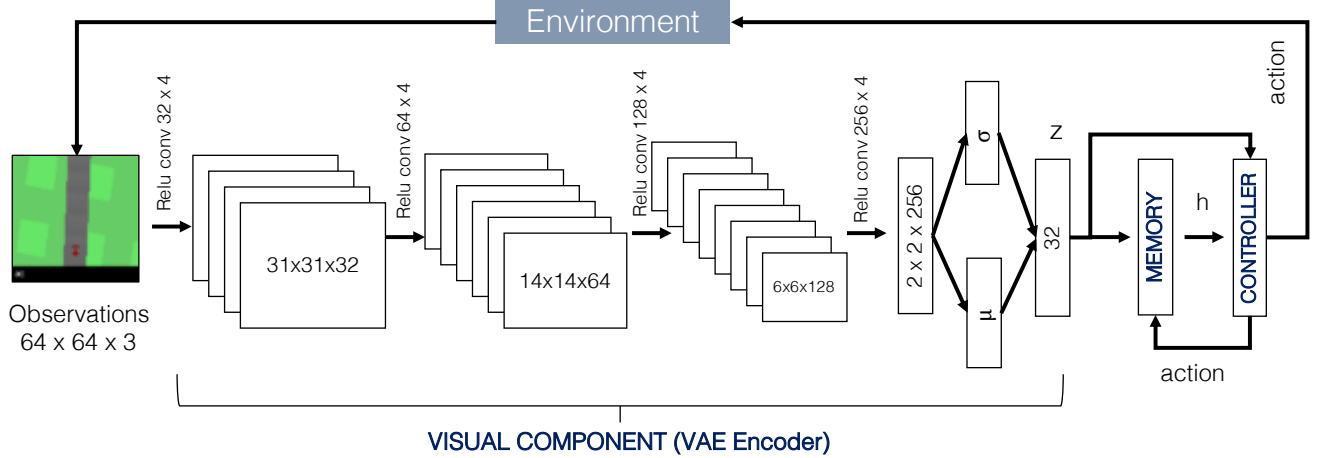 Environment
action
Relu conv 32 x 4
Relu conv 64 x 4
Relu conv 128 x 4
Relu conv 256 x 4
31x31x32
14x14x64
6x6x128
2 x 2 x 256
σ
μ
z
32
MEMORY
h
CONTROLLER
action
Observations
64 x 64 x 3
VISUAL COMPONENT (VAE Encoder)